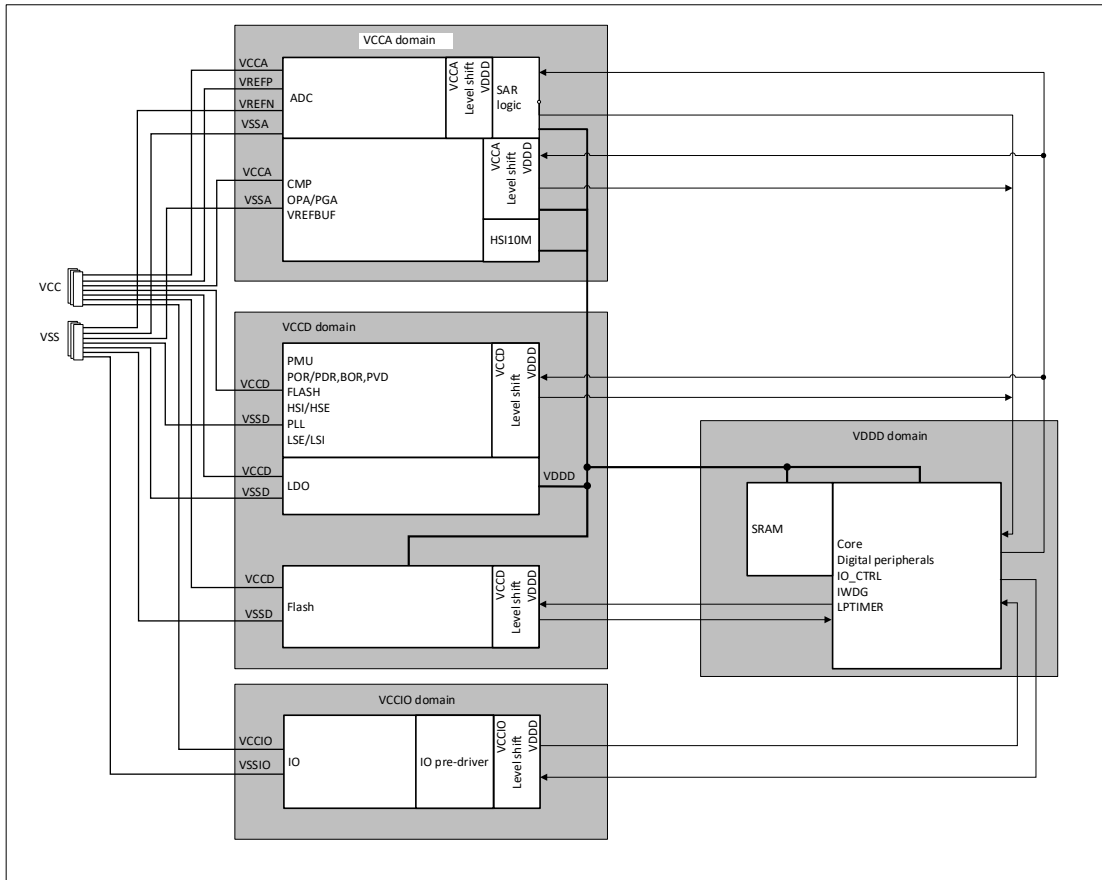 VCCA domain
VCCA
VREFP
VREFN
VSSA
ADC
VCCA
Level shift
VDDD
SAR
logic
VCCA
VSSA
CMP
OPA/PGA
VREFBUF
VCCA
Level shift
VDDD
HSI10M
VCC
VSS
VCCD domain
VCCD
VSSD
PMU
POR/PDR,BOR,PVD
FLASH
HSI/HSE
PLL
LSE/LSI
VCCD
Level shift
VDDD
VCCD
VSSD
LDO
VDDD
VCCD
VSSD
Flash
VCCD
Level shift
VDDD
VDDD domain
SRAM
Core
Digital peripherals
IO_CTRL
IWDG
LPTIMER
VCCIO domain
VCCIO
VSSIO
IO
IO pre-driver
VCCIO
Level shift
VDDD